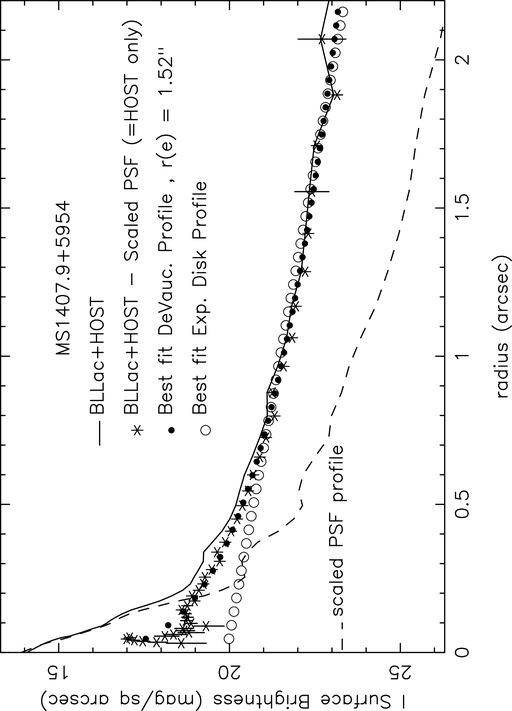 MS1407.9+5954
BLLac+HOST
BLLac+HOST − Scaled PSF (=HOST only)
Best fit DeVauc. Profile , r(e) = 1.52"
Best fit Exp. Disk Profile
I Surface Brightness (mag/sq arcsec)
15
20
25
scaled PSF profile
0
0.5
1
1.5
2
radius (arcsec)